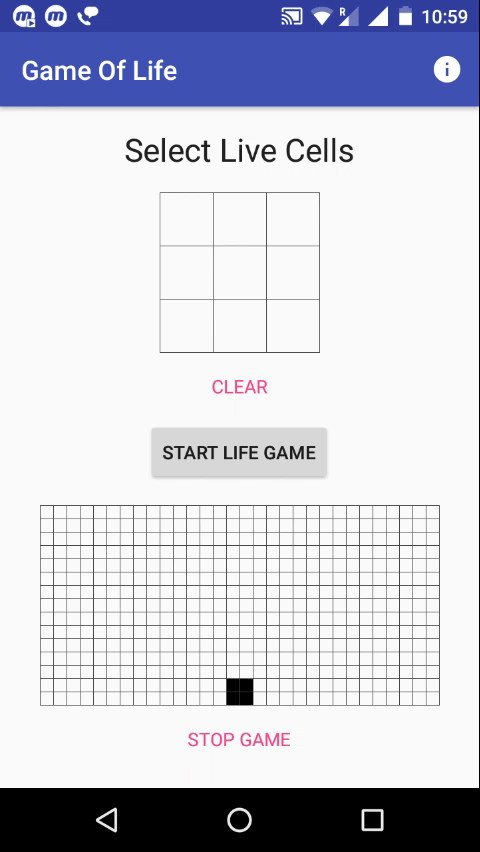 R
10:59
Game Of Life
Select Live Cells
CLEAR
START LIFE GAME
STOP GAME